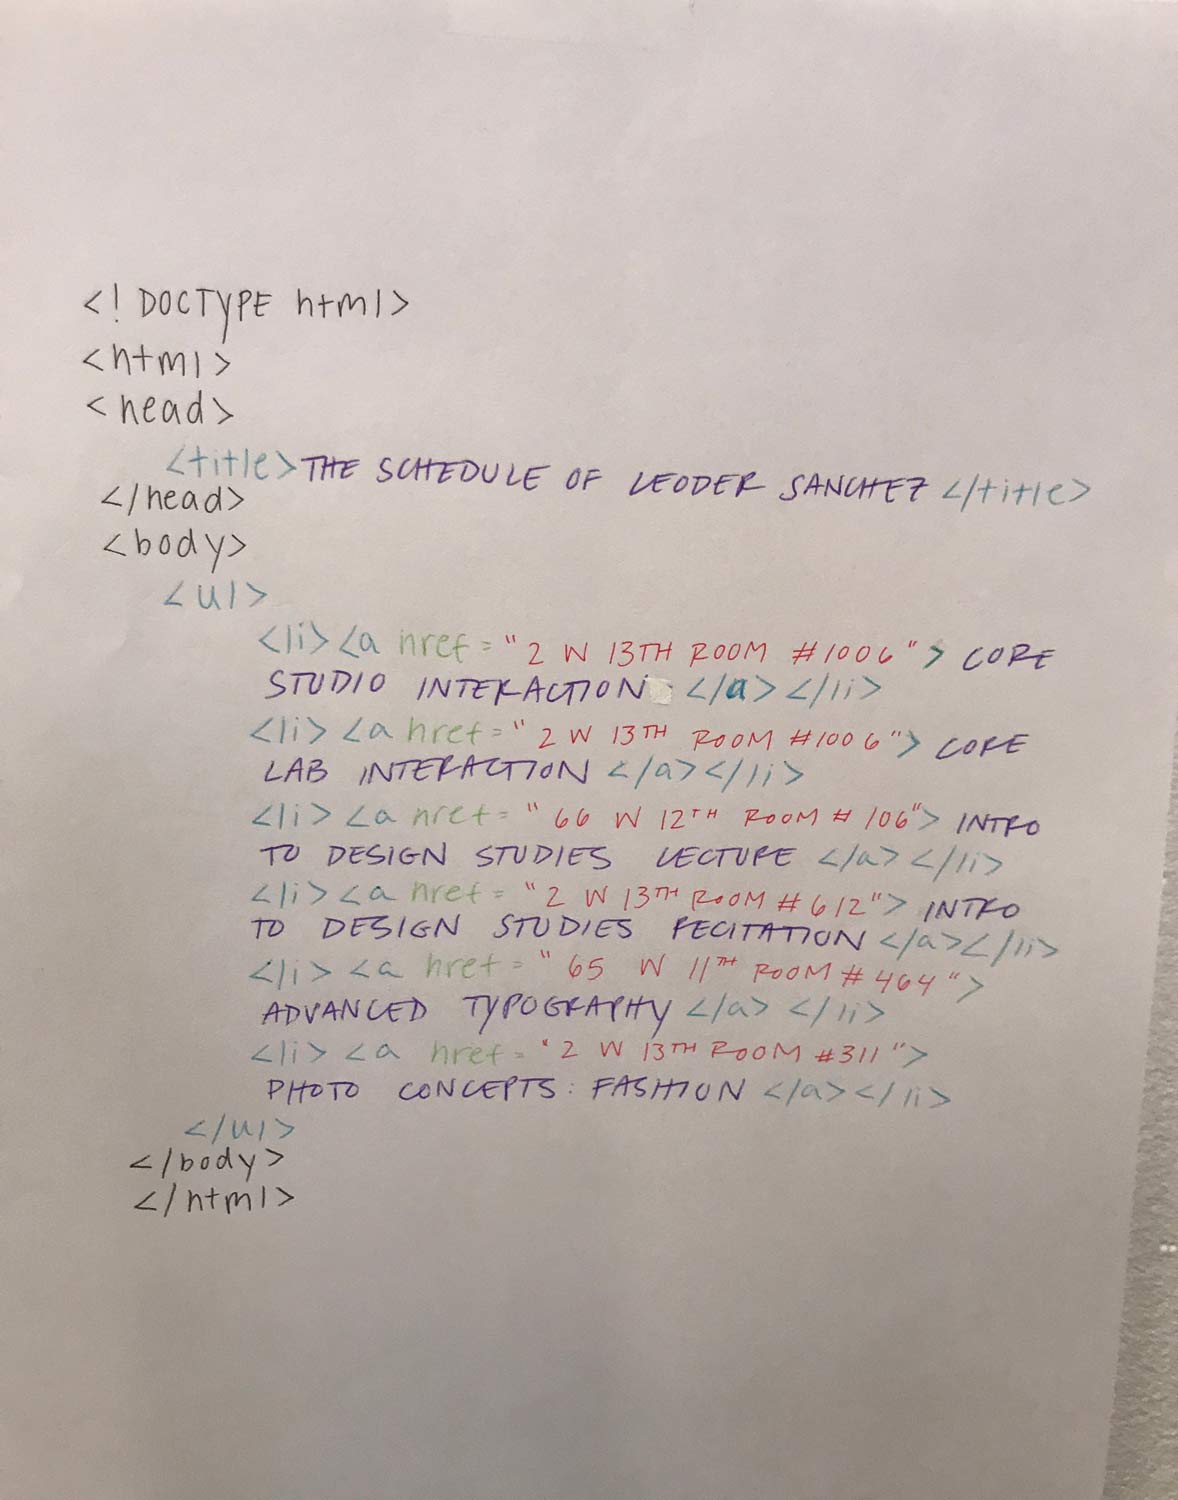 <! DOCTYPE html>
<html>
<head>
<title>THE SCHEDULE OF LEODER SANCHEZ </title>
</head>
<body>
<ul>
<li><a href="2 W 13TH ROOM #1006"> CORE
STUDIO INTERACTION </a></li>
<li><a href="2 W 13TH ROOM #1006"> CORE
LAB INTERACTION </a></li>
<li><a href="66 W 12TH ROOM #106"> INTRO
TO DESIGN STUDIES LECTURE </a></li>
<li><a href="2 W 13TH ROOM #612"> INTRO
TO DESIGN STUDIES RECITATION </a></li>
<li><a href="65 W 11TH ROOM #464">
ADVANCED TYPOGRAPHY </a></li>
<li><a href="2 W 13TH ROOM #311">
PHOTO CONCEPTS: FASHION </a></li>
</ul>
</body>
</html>